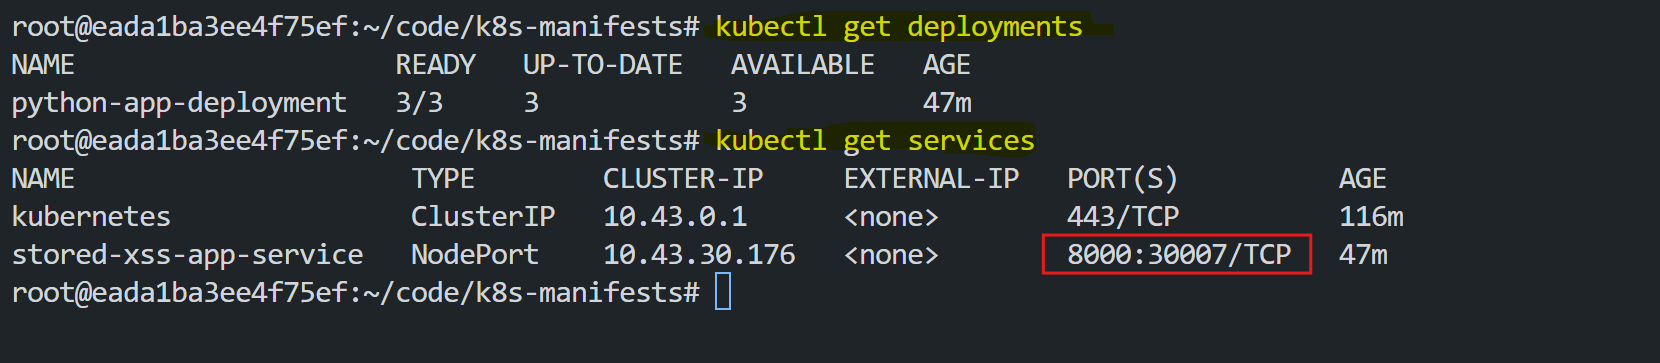 root@eada1ba3ee4f75ef:~/code/k8s-manifests# kubectl get deployments
NAME READY UP-TO-DATE AVAILABLE AGE
python-app-deployment 3/3 3 3 47m
root@eada1ba3ee4f75ef:~/code/k8s-manifests# kubectl get services
NAME TYPE CLUSTER-IP EXTERNAL-IP PORT(S) AGE
kubernetes ClusterIP 10.43.0.1 <none> 443/TCP 116m
stored-xss-app-service NodePort 10.43.30.176 <none> 8000:30007/TCP 47m
root@eada1ba3ee4f75ef:~/code/k8s-manifests#